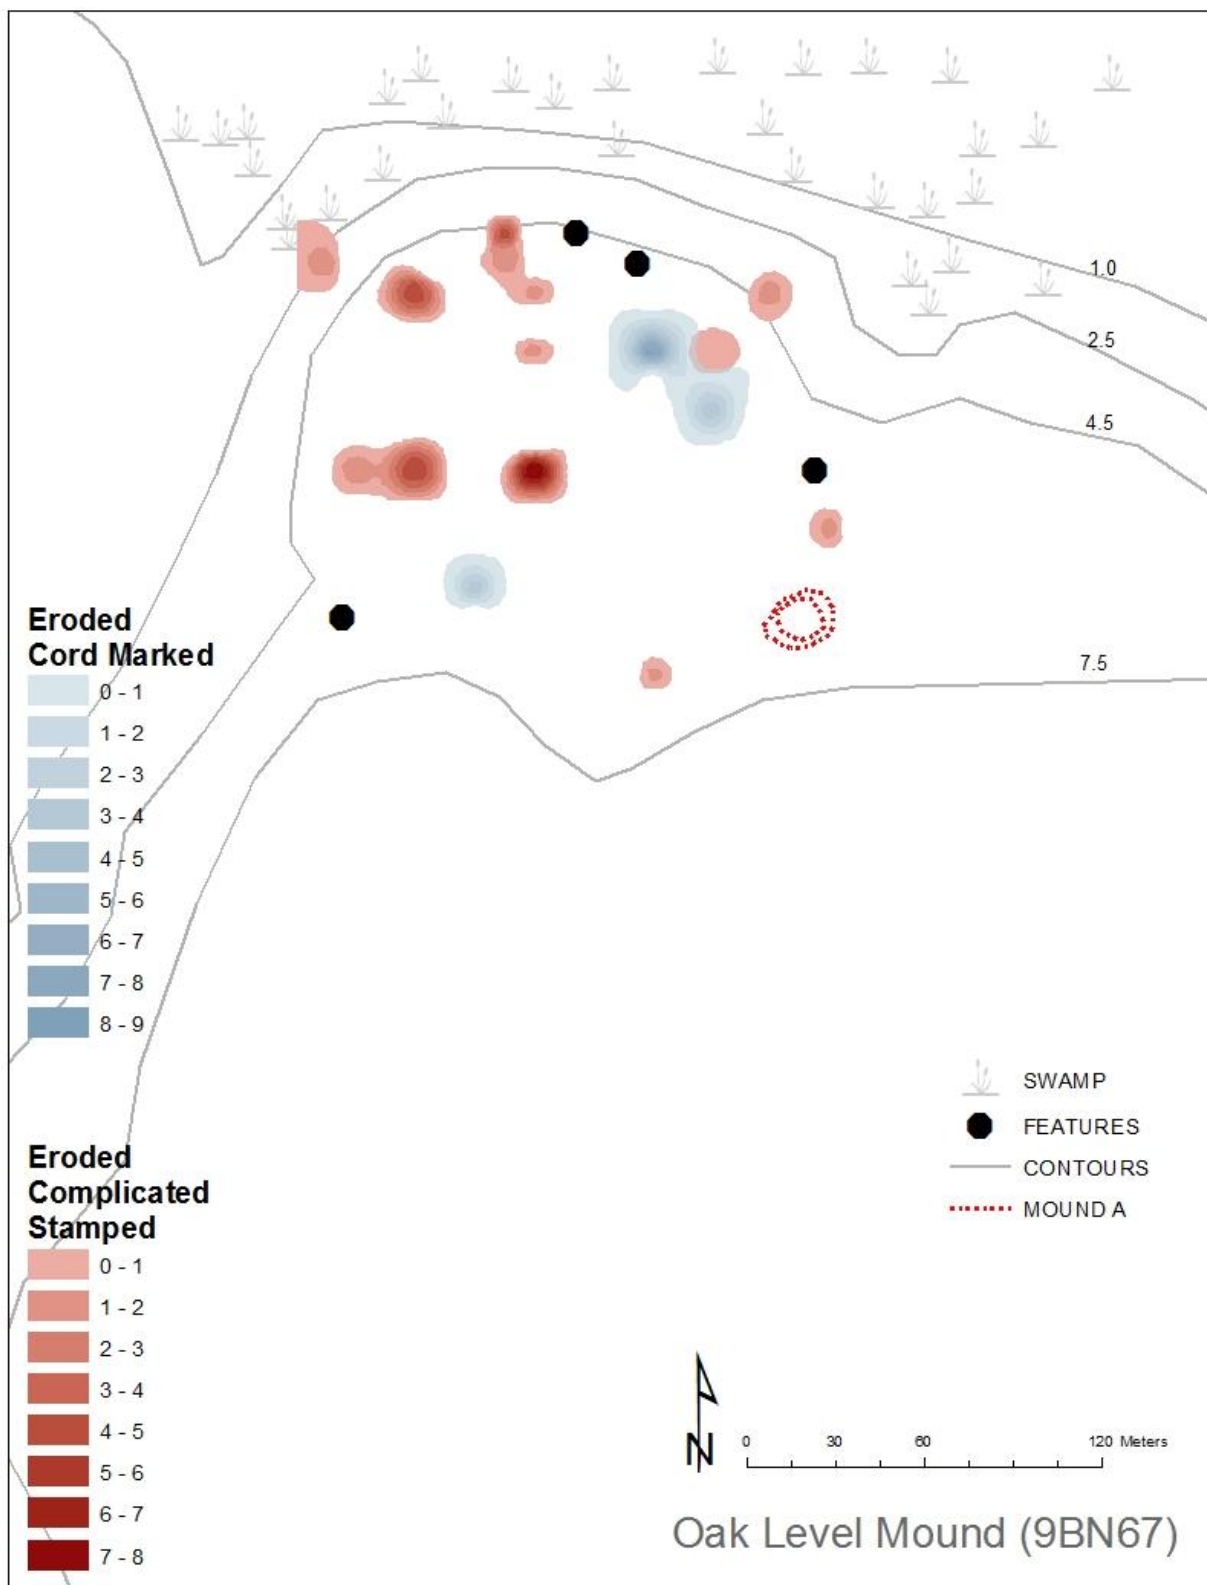 1.0
2.5
4.5
7.5
Eroded
Cord Marked
0 - 1
1 - 2
2 - 3
3 - 4
4 - 5
5 - 6
6 - 7
7 - 8
8 - 9
Eroded
Complicated
Stamped
0 - 1
1 - 2
2 - 3
3 - 4
4 - 5
5 - 6
6 - 7
7 - 8
SWAMP
FEATURES
CONTOURS
MOUND A
N
0 30 60 120 Meters
Oak Level Mound (9BN67)